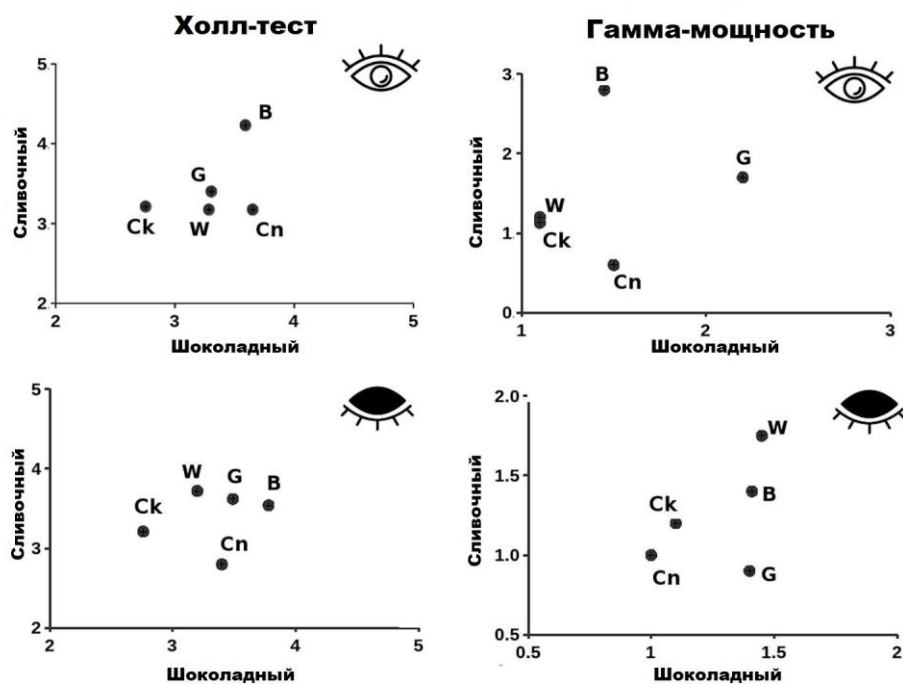 Холл-тест
5
4
3
2
Сливочный
B
G
Ck
W
Cn
2
3
4
5
Шоколадный
Гамма-мощность
3
2
1
0
Сливочный
B
G
W
Ck
Cn
1
2
3
Шоколадный
5
4
3
2
Сливочный
W
G
B
Ck
Cn
2
3
4
5
Шоколадный
2.0
1.5
1.0
0.5
Сливочный
W
B
Ck
Cn
G
0.5
1
1.5
2
Шоколадный